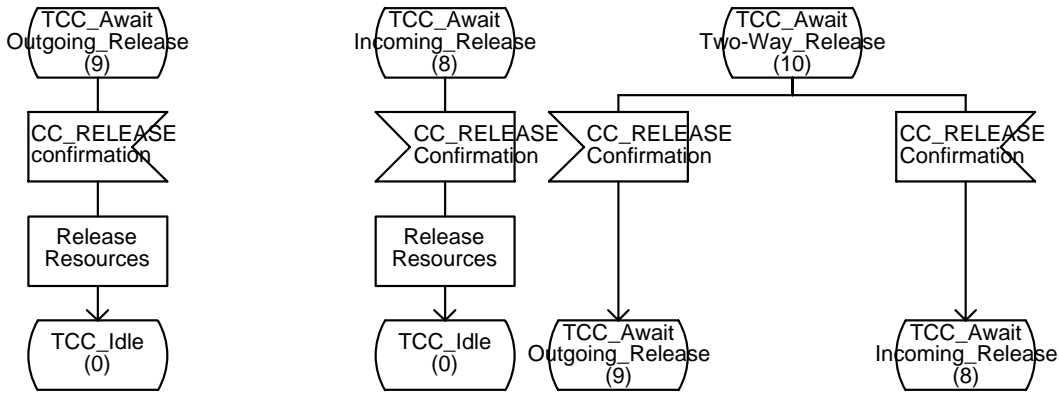 TCC_Await
Outgoing_Release
(9)
CC_RELEASE
confirmation
Release
Resources
TCC_Idle
(0)
TCC_Await
Incoming_Release
(8)
CC_RELEASE
Confirmation
Release
Resources
TCC_Idle
(0)
TCC_Await
Two-Way_Release
(10)
CC_RELEASE
Confirmation
TCC_Await
Outgoing_Release
(9)
CC_RELEASE
Confirmation
TCC_Await
Incoming_Release
(8)